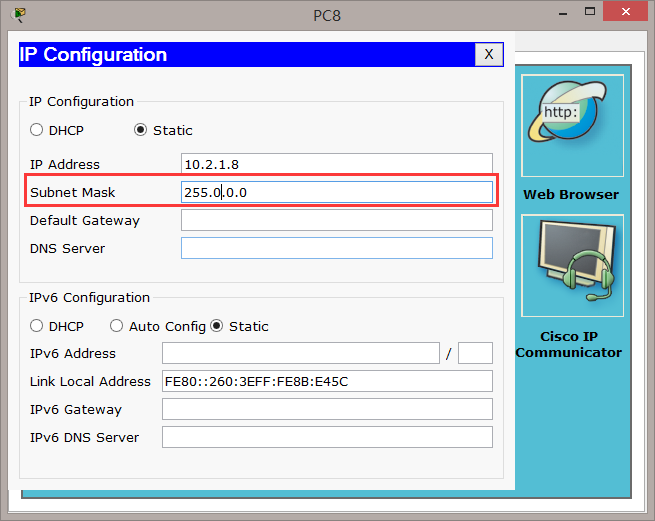 PC8
IP Configuration
X
IP Configuration
DHCP
Static
IP Address
10.2.1.8
Subnet Mask
255.0.0.0
Default Gateway
DNS Server
IPv6 Configuration
DHCP
Auto Config
Static
IPv6 Address
/
Link Local Address
FE80::260:3EFF:FE8B:E45C
IPv6 Gateway
IPv6 DNS Server
http:
Web Browser
Cisco IP
Communicator